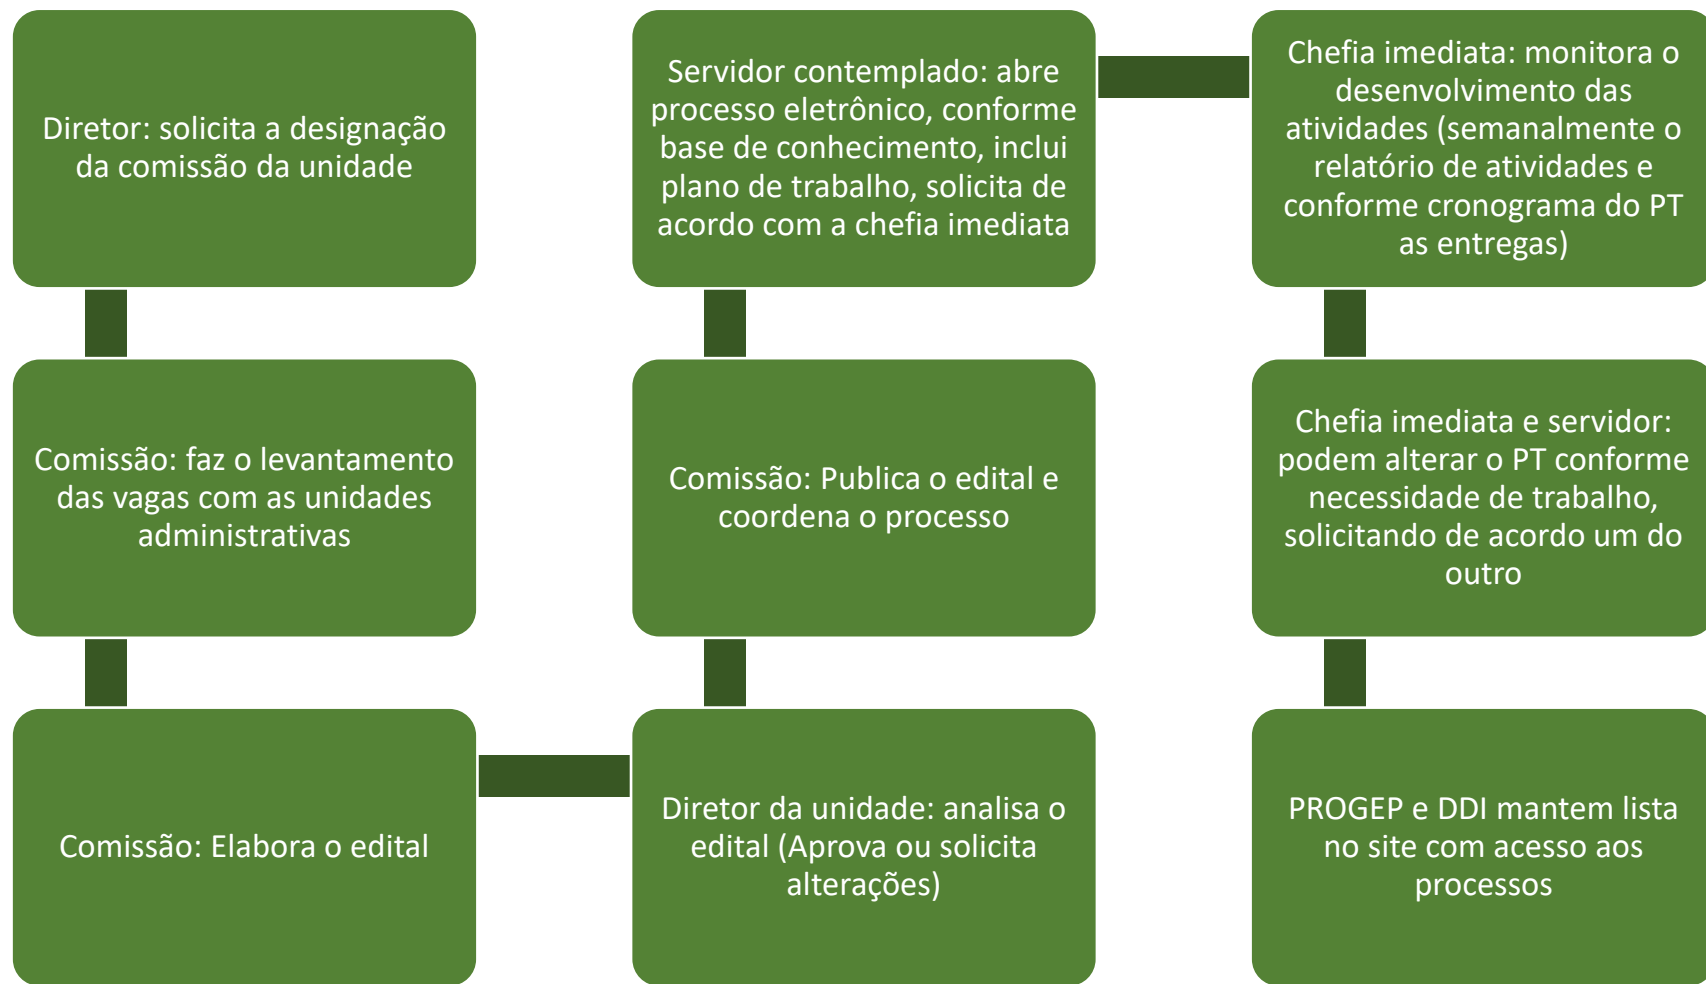 Diretor: solicita a designação
da comissão da unidade
Comissão: faz o levantamento
das vagas com as unidades
administrativas
Comissão: Elabora o edital
Diretor da unidade: analisa o
edital (Aprova ou solicita
alterações)
Comissão: Publica o edital e
coordena o processo
Servidor contemplado: abre
processo eletrônico, conforme
base de conhecimento, inclui
plano de trabalho, solicita de
acordo com a chefia imediata
Chefia imediata: monitora o
desenvolvimento das
atividades (semanalmente o
relatório de atividades e
conforme cronograma do PT
as entregas)
Chefia imediata e servidor:
podem alterar o PT conforme
necessidade de trabalho,
solicitando de acordo um do
outro
PROGEP e DDI mantem lista
no site com acesso aos
processos